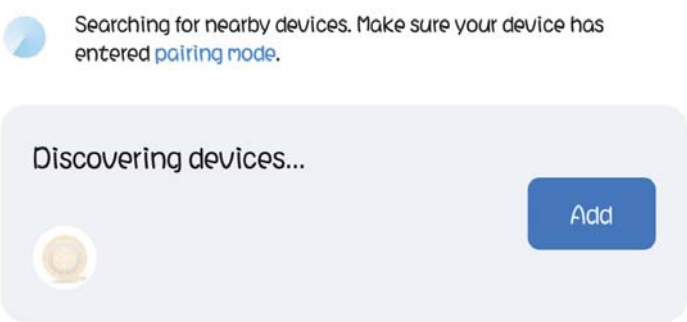 Searching for nearby devices. Make sure your device has
entered pairing mode.
Discovering devices...
Add